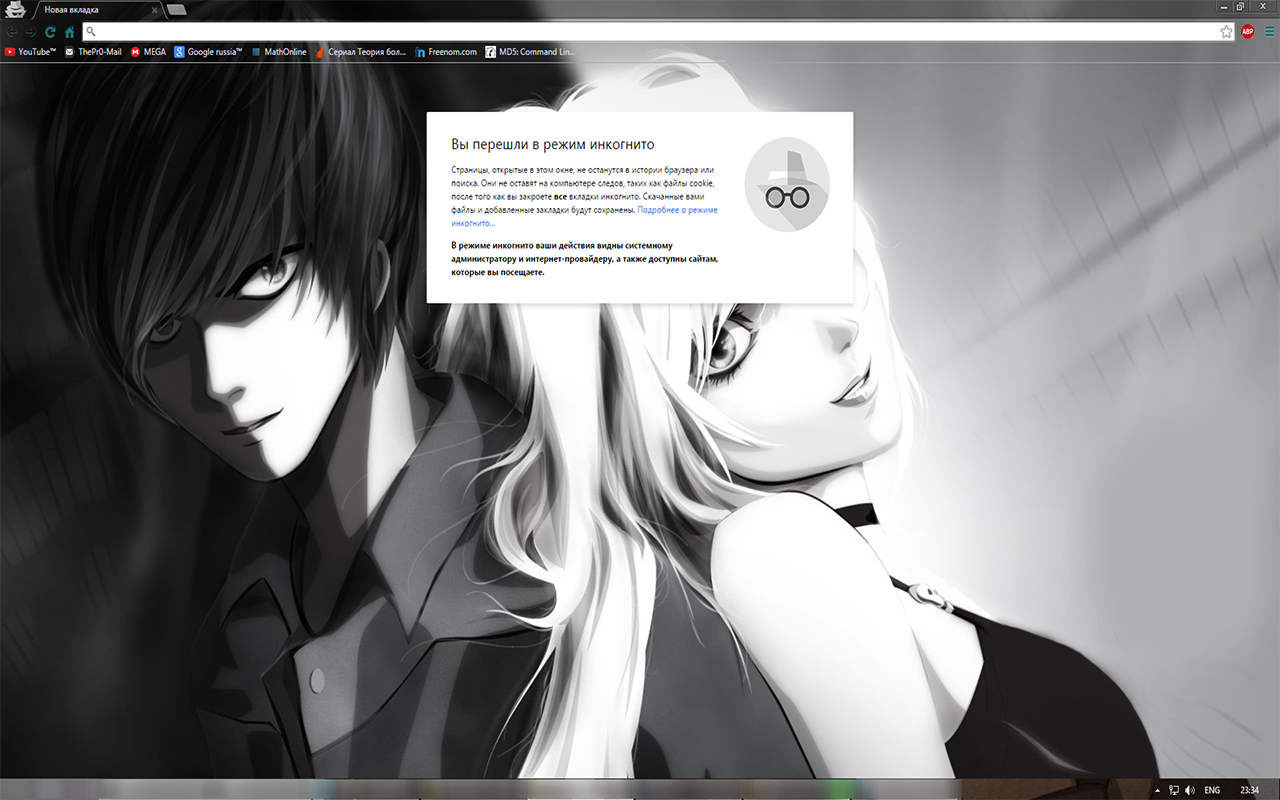 Новая вкладка
YouTube™ ThePr0-Mail MEGA Google russia™ MathOnline Сериал Теория бол... Freenom.com MD5: Command Lin...
ABP
Вы перешли в режим инкогнито
Страницы, открытые в этом окне, не останутся в истории браузера или
поиска. Они не оставят на компьютере следов, таких как файлы cookie,
после того как вы закроете все вкладки инкогнито. Скачанные вами
файлы и добавленные закладки будут сохранены. Подробнее о режиме
инкогнито...
В режиме инкогнито ваши действия видны системному
администратору и интернет-провайдеру, а также доступны сайтам,
которые вы посещаете.
ENG 23:34